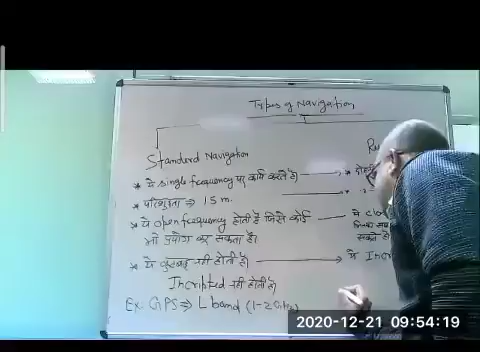 Types of Navigation
Standard Navigation
* ये single frequency पर कार्य करते है।
* परिशुद्धता ⇒ 15 m.
* ये open frequency होती है जिसे कोई
भी प्रयोग कर सकता है।
* ये कूटबद्ध नही होती है।
ये Incr
Incripted नही होती है।
Ex. GPS ⇒ L band (1-2 GHz)
2020-12-21 09:54:19